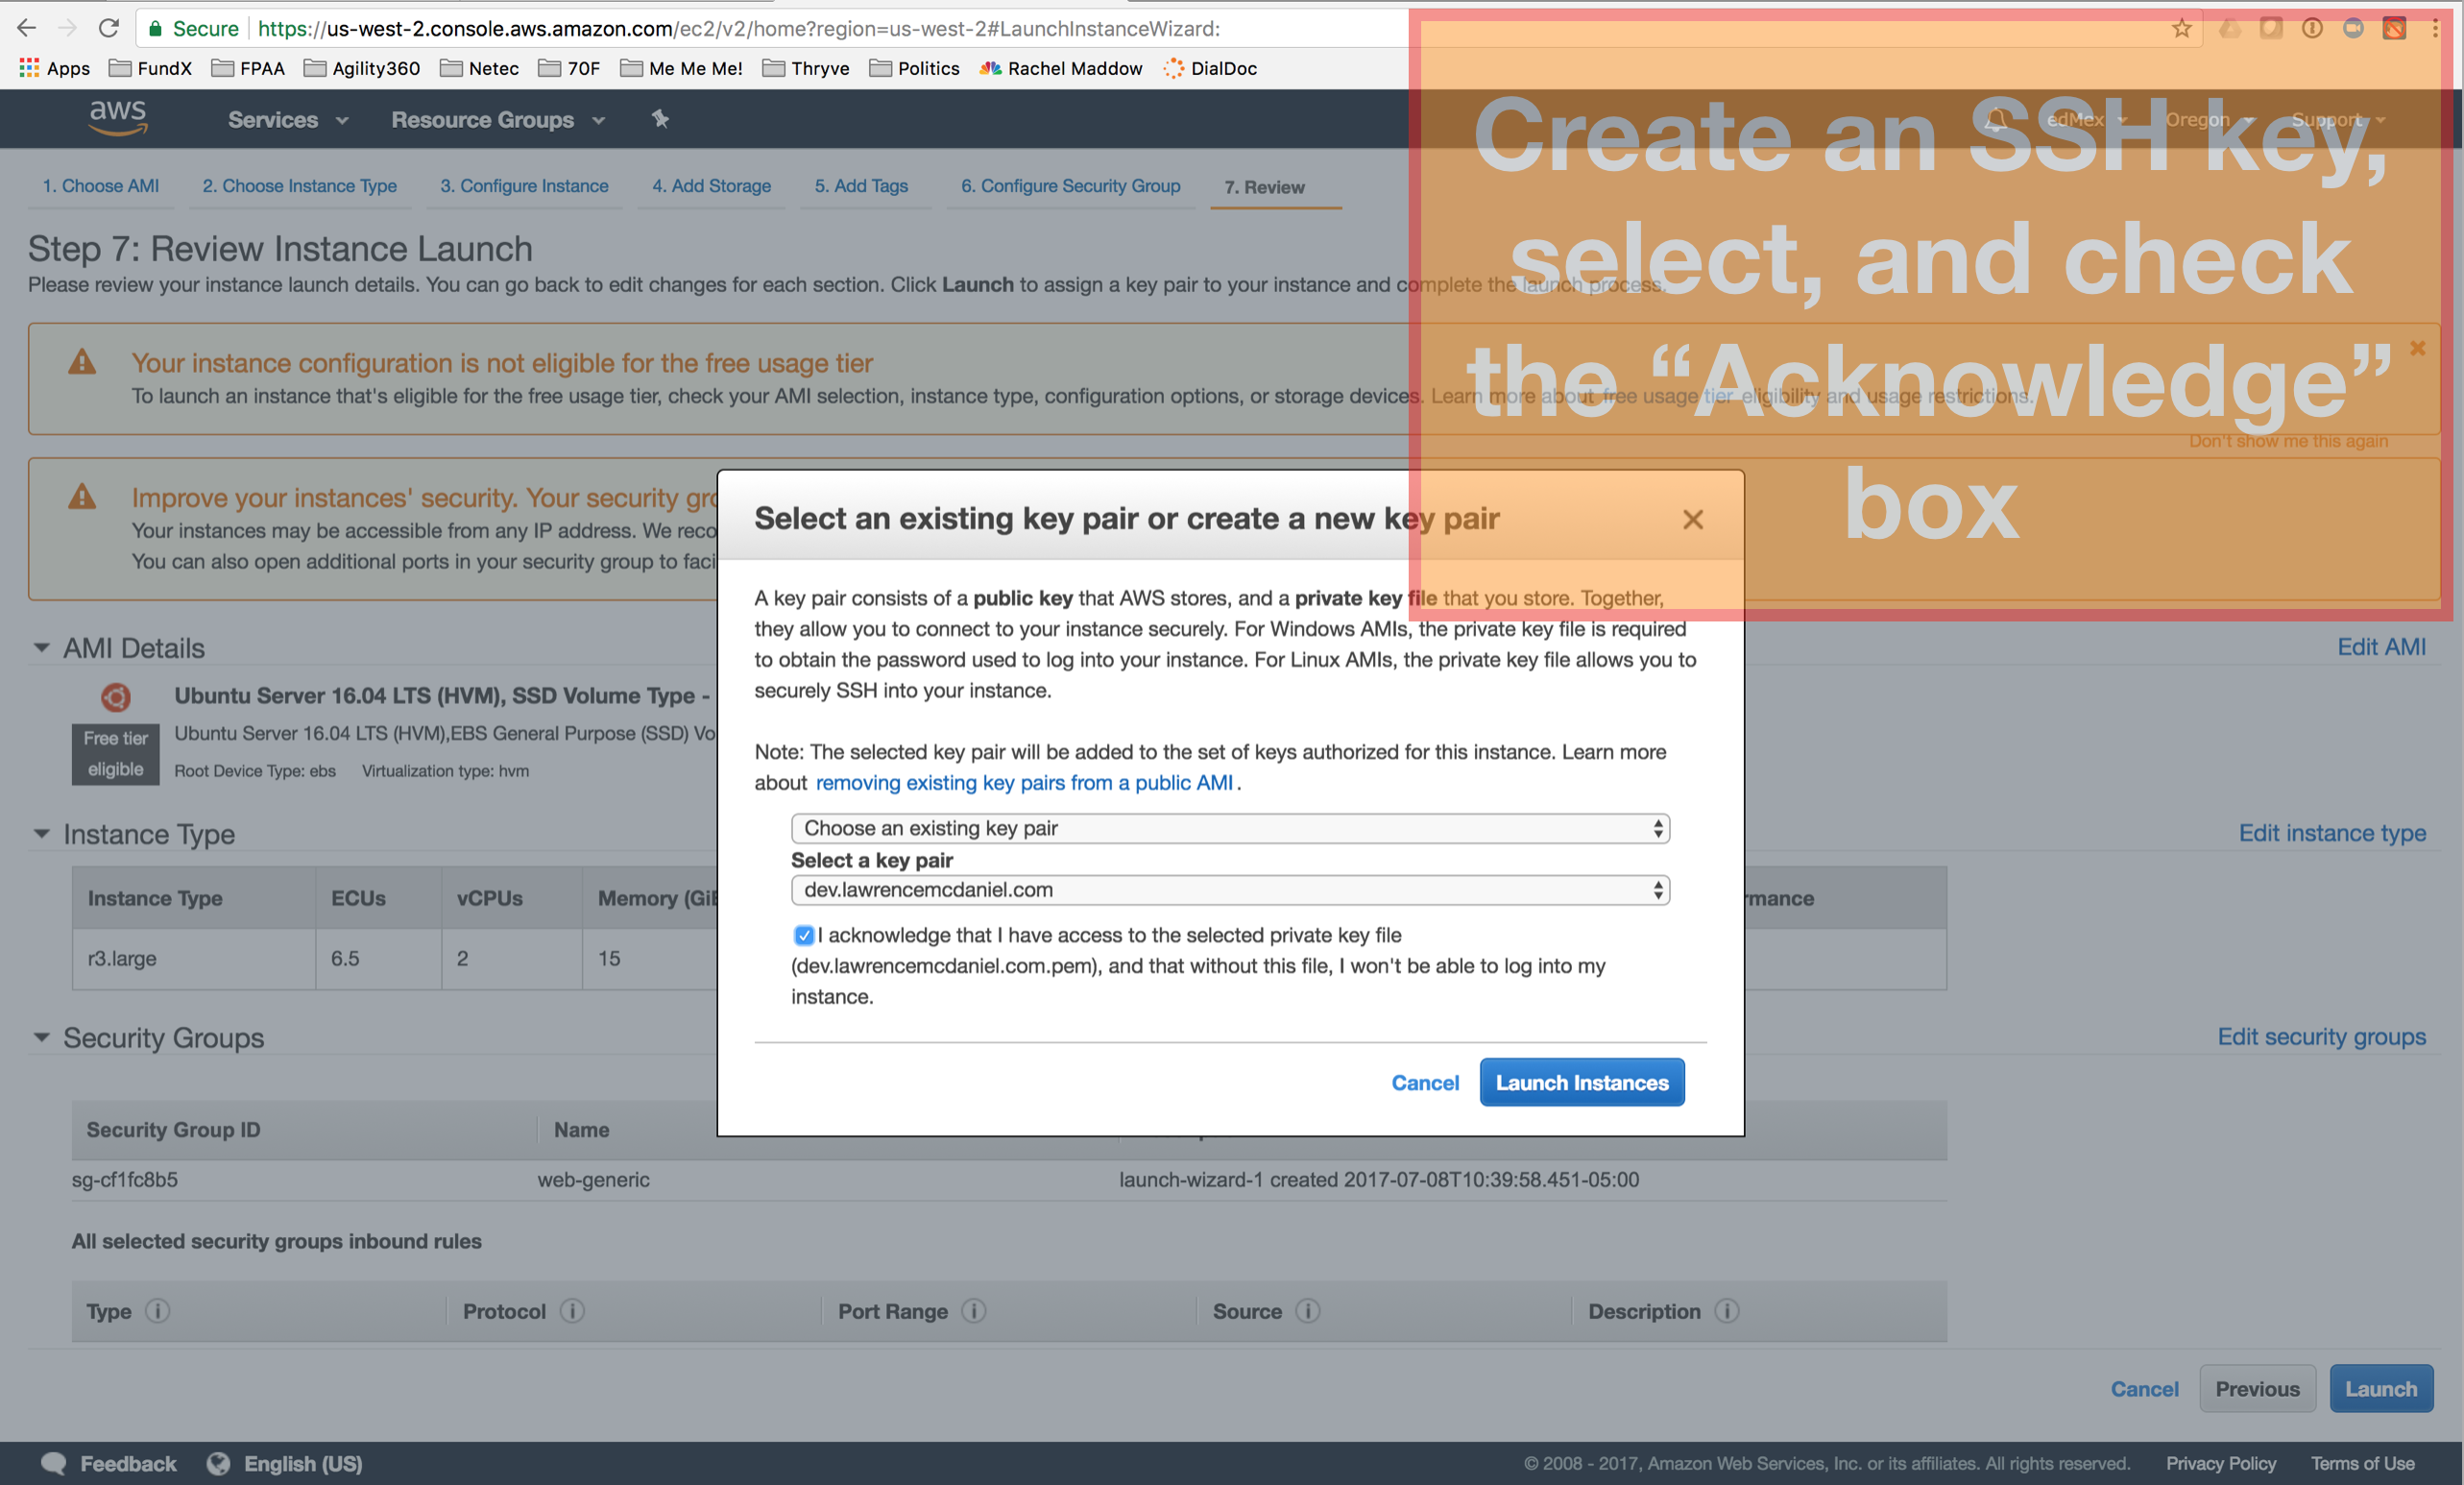 Secure https://us-west-2.console.aws.amazon.com/ec2/v2/home?region=us-west-2#LaunchInstanceWizard:
Apps FundX FPAA Agility360 Netec 70F Me Me Me! Thryve Politics Rachel Maddow DialDoc
aws Services Resource Groups edMex Oregon Support
Create an SSH key,
select, and check
the “Acknowledge”
box
1. Choose AMI 2. Choose Instance Type 3. Configure Instance 4. Add Storage 5. Add Tags 6. Configure Security Group 7. Review
Step 7: Review Instance Launch
Please review your instance launch details. You can go back to edit changes for each section. Click Launch to assign a key pair to your instance and complete the launch process.
Your instance configuration is not eligible for the free usage tier
To launch an instance that's eligible for the free usage tier, check your AMI selection, instance type, configuration options, or storage devices. Learn more about free usage tier eligibility and usage restrictions.
Don't show me this again
Improve your instances' security. Your security
Your instances may be accessible from any IP address. We
You can also open additional ports in your security group to
Select an existing key pair or create a new key pair
A key pair consists of a public key that AWS stores, and a private key file that you store. Together,
they allow you to connect to your instance securely. For Windows AMIs, the private key file is required
to obtain the password used to log into your instance. For Linux AMIs, the private key file allows you to
securely SSH into your instance.
Note: The selected key pair will be added to the set of keys authorized for this instance. Learn more
about removing existing key pairs from a public AMI.
Choose an existing key pair
Select a key pair
dev.lawrencemcdaniel.com
I acknowledge that I have access to the selected private key file
(dev.lawrencemcdaniel.com.pem), and that without this file, I won't be able to log into my
instance.
Cancel Launch Instances
AMI Details Edit AMI
Ubuntu Server 16.04 LTS (HVM), SSD Volume Type -
Free tier
eligible
Ubuntu Server 16.04 LTS (HVM),EBS General Purpose (SSD)
Root Device Type: ebs Virtualization type: hvm
Instance Type Edit instance type
Instance Type ECUs vCPUs Memory
r3.large 6.5 2 15
Security Groups Edit security groups
Security Group ID Name
sg-cf1fc8b5 web-generic launch-wizard-1 created 2017-07-08T10:39:58.451-05:00
All selected security groups inbound rules
Type Protocol Port Range Source Description
Cancel Previous Launch
Feedback English (US) © 2008 - 2017, Amazon Web Services, Inc. or its affiliates. All rights reserved. Privacy Policy Terms of Use